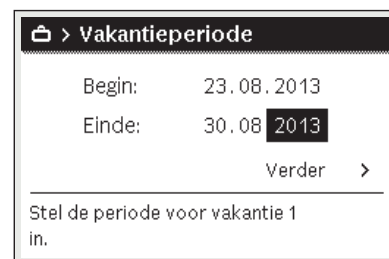 > Vakantieperiode
Begin: 23.08.2013
Einde: 30.08 2013
Verder >
Stel de periode voor vakantie 1
in.